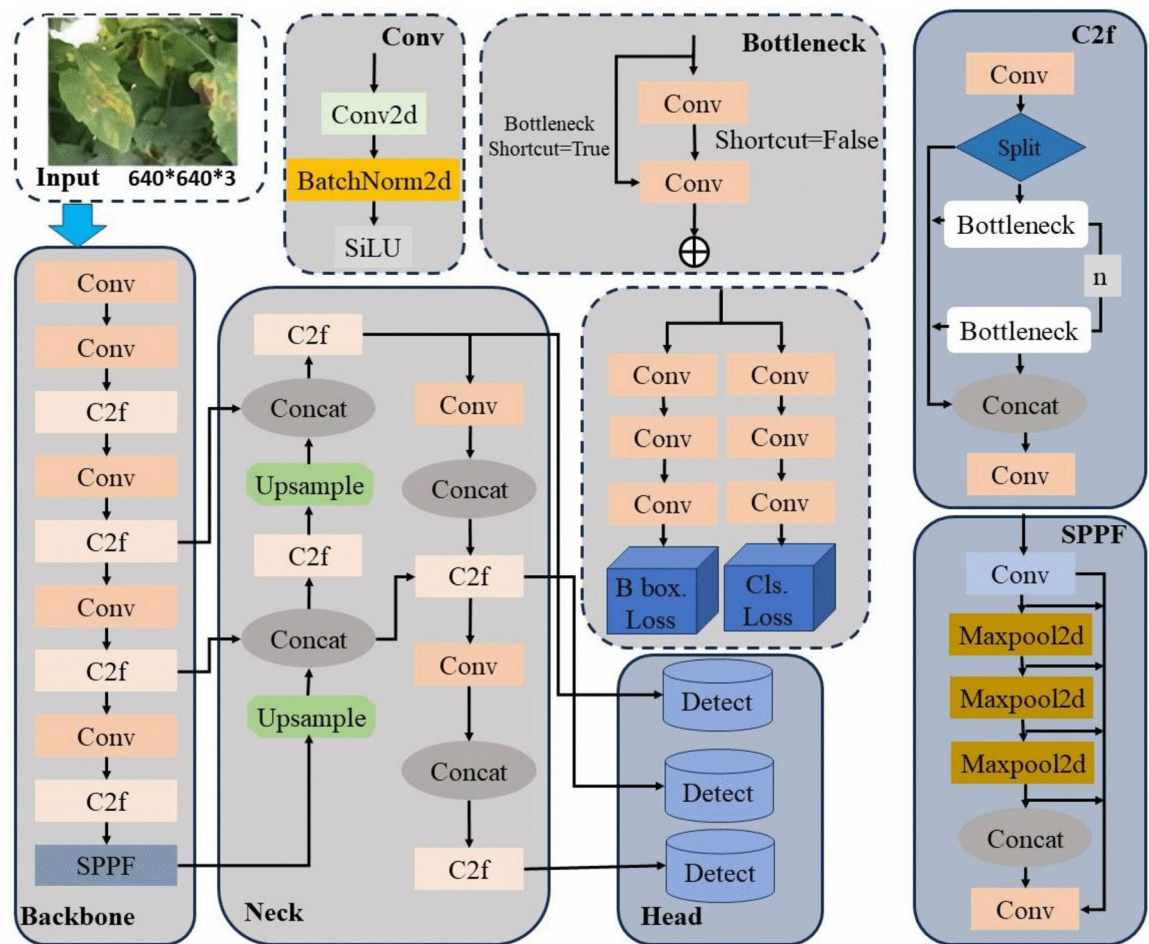 Input 640*640*3
Conv
Conv2d
BatchNorm2d
SiLU
Bottleneck
Conv
Bottleneck
Shortcut=True
Shortcut=False
Conv
C2f
Conv
Split
Bottleneck
n
Bottleneck
Concat
Conv
Conv
Conv
C2f
Conv
C2f
Conv
C2f
Conv
C2f
SPPF
Backbone
C2f
Concat
Upsample
C2f
Concat
Upsample
Conv
Concat
C2f
Conv
Concat
C2f
Neck
Conv
Conv
Conv
B box.
Loss
Conv
Conv
Conv
Cls.
Loss
Detect
Detect
Detect
Head
SPPF
Conv
Maxpool2d
Maxpool2d
Maxpool2d
Concat
Conv